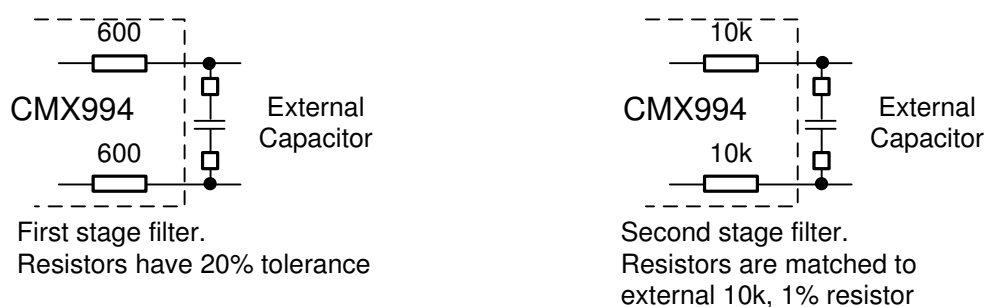 600
CMX994
External
Capacitor
600
First stage filter.
Resistors have 20% tolerance
10k
CMX994
External
Capacitor
10k
Second stage filter.
Resistors are matched to
external 10k, 1% resistor